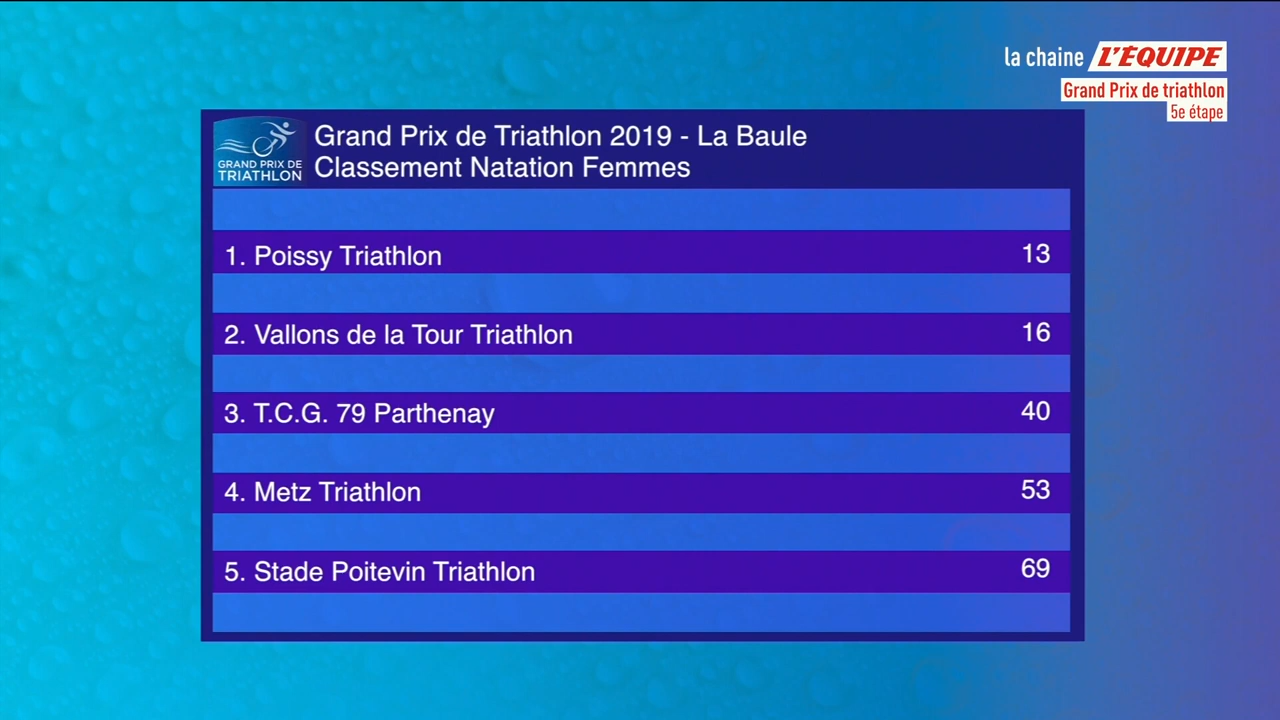 la chaine L'ÉQUIPE
Grand Prix de triathlon
5e étape
GRAND PRIX DE
TRIATHLON
Grand Prix de Triathlon 2019 - La Baule
Classement Natation Femmes
1. Poissy Triathlon 13
2. Vallons de la Tour Triathlon 16
3. T.C.G. 79 Parthenay 40
4. Metz Triathlon 53
5. Stade Poitevin Triathlon 69